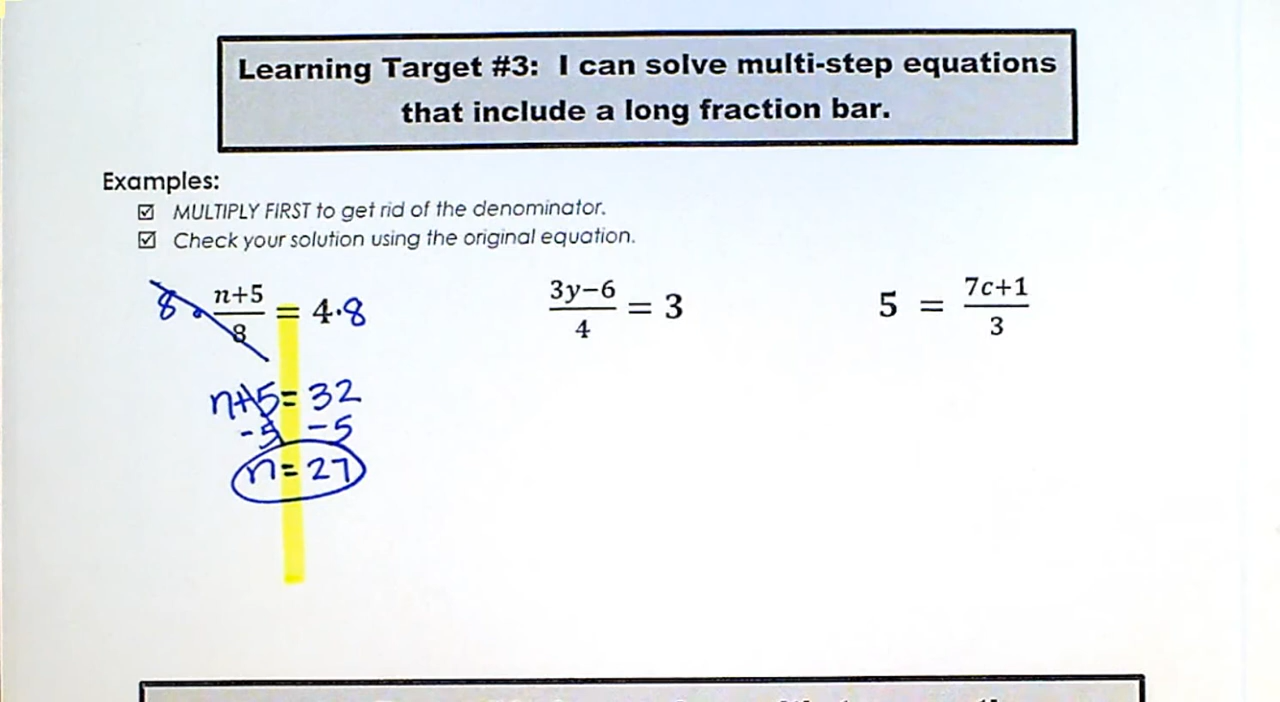 Learning Target #3: I can solve multi-step equations
that include a long fraction bar.
Examples:
☑ MULTIPLY FIRST to get rid of the denominator.
☑ Check your solution using the original equation.
8 · n+5/8 = 4·8
n+5 = 32
-5 -5
n = 27
3y−6/4 = 3
5 = 7c+1/3